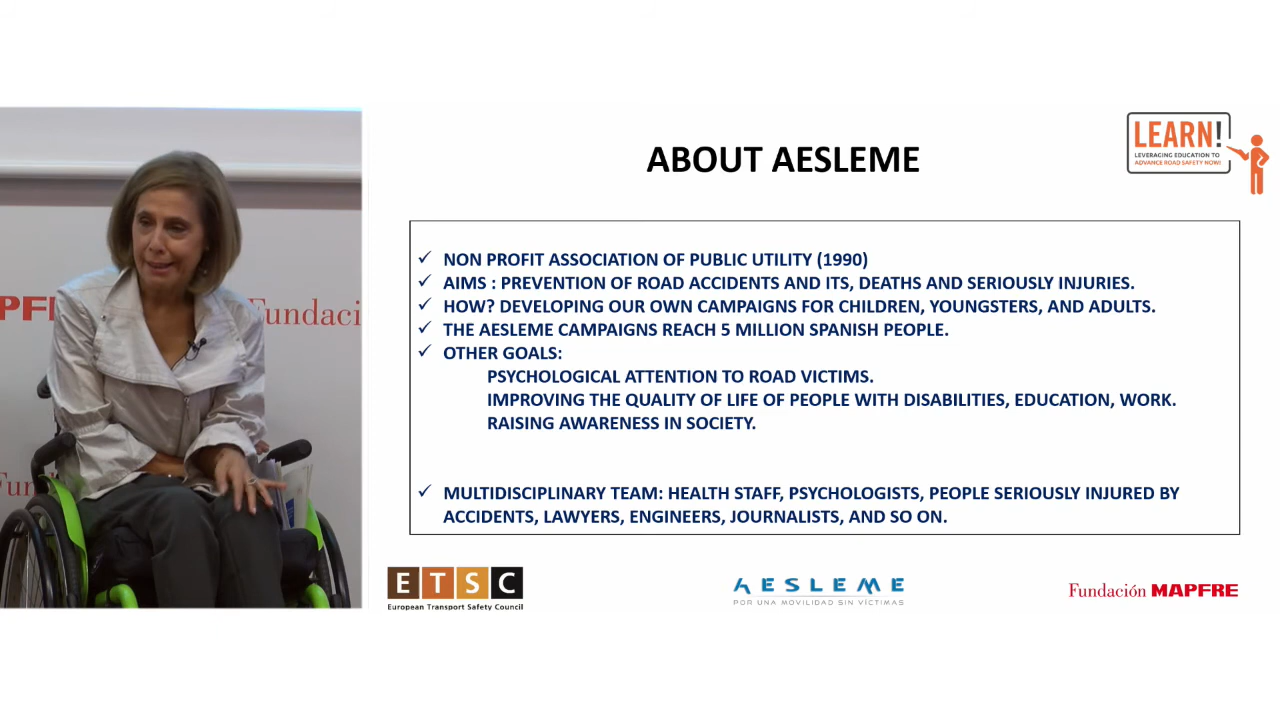 LEARN!
LEVERAGING EDUCATION TO
ADVANCE ROAD SAFETY NOW!
ABOUT AESLEME
NON PROFIT ASSOCIATION OF PUBLIC UTILITY (1990)
AIMS : PREVENTION OF ROAD ACCIDENTS AND ITS, DEATHS AND SERIOUSLY INJURIES.
HOW? DEVELOPING OUR OWN CAMPAIGNS FOR CHILDREN, YOUNGSTERS, AND ADULTS.
THE AESLEME CAMPAIGNS REACH 5 MILLION SPANISH PEOPLE.
OTHER GOALS:
PSYCHOLOGICAL ATTENTION TO ROAD VICTIMS.
IMPROVING THE QUALITY OF LIFE OF PEOPLE WITH DISABILITIES, EDUCATION, WORK.
RAISING AWARENESS IN SOCIETY.
MULTIDISCIPLINARY TEAM: HEALTH STAFF, PSYCHOLOGISTS, PEOPLE SERIOUSLY INJURED BY
ACCIDENTS, LAWYERS, ENGINEERS, JOURNALISTS, AND SO ON.
PF
Fundaci
Fun
ETSC
European Transport Safety Council
AESLEME
POR UNA MOVILIDAD SIN VÍCTIMAS
Fundación MAPFRE